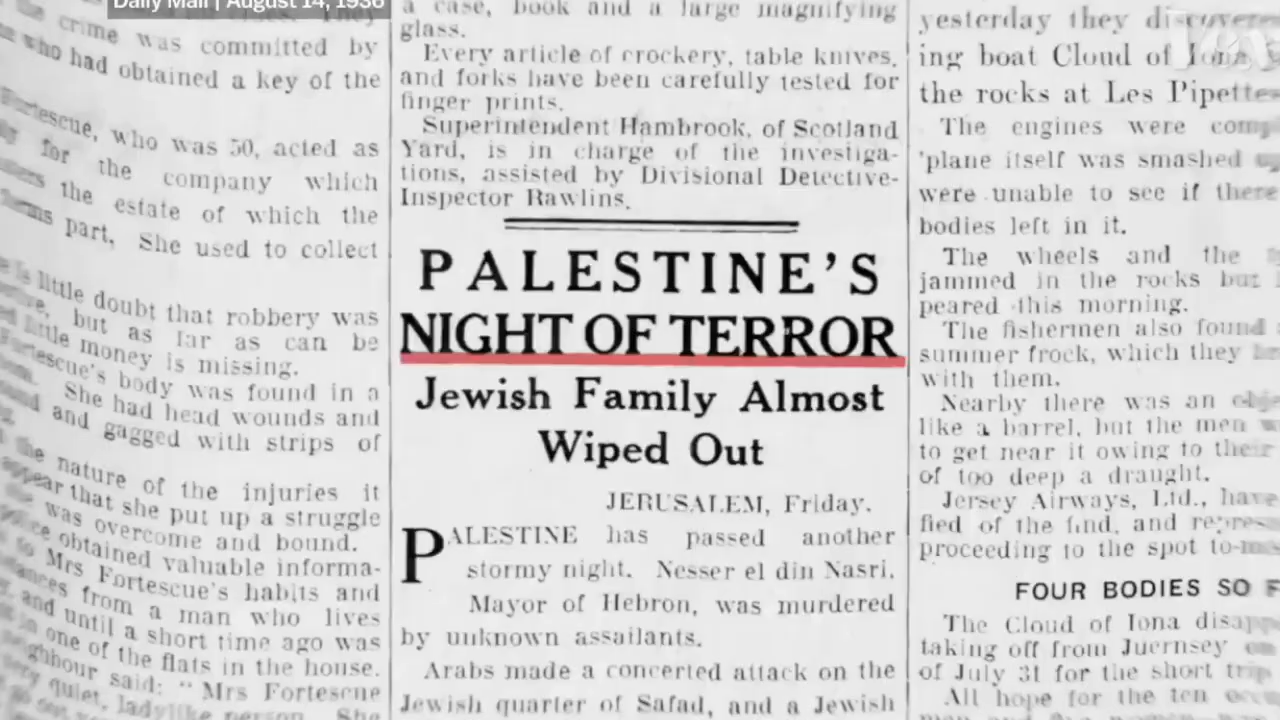 Daily Mail | August 14, 1936
crime was committed by
who had obtained a key of the
Fortescue, who was 50, acted as
for the company which
the estate of which the
part, She used to collect
is little doubt that robbery was
but as far as can be
little money is missing.
Fortescue's body was found in a
She had head wounds and
and gagged with strips of
the nature of the injuries it
appear that she put up a struggle
was overcome and bound.
obtained valuable informa-
to Mrs Fortescue's habits and
from a man who lives
and until a short time ago was
in one of the flats in the house.
neighbour said: " Mrs Fortescue
very quiet, ladylike person. She
a case, book and a large magnifying
glass.
Every article of crockery, table knives,
and forks have been carefully tested for
finger prints.
Superintendent Hambrook, of Scotland
Yard, is in charge of the investiga-
tions, assisted by Divisional Detective-
Inspector Rawlins.
PALESTINE'S
NIGHT OF TERROR
Jewish Family Almost
Wiped Out
JERUSALEM, Friday.
PALESTINE has passed another
stormy night. Nesser el din Nasri,
Mayor of Hebron, was murdered
by unknown assailants.
Arabs made a concerted attack on the
Jewish quarter of Safad, and a Jewish
yesterday they discovere
ing boat Cloud of Iona
the rocks at Les Pipette
The engines were
'plane itself was smashed
were unable to see if there
bodies left in it.
The wheels and the
jammed in the rocks but
peared this morning.
The fishermen also found
summer frock, which they
with them.
Nearby there was an
like a barrel, but the men
to get near it owing to their
of too deep a draught.
Jersey Airways, Ltd., have
fied of the find, and
proceeding to the spot
FOUR BODIES SO F
The Cloud of Iona
taking off from Juernsey
of July 31 for the short trip
All hope for the ten
Vox